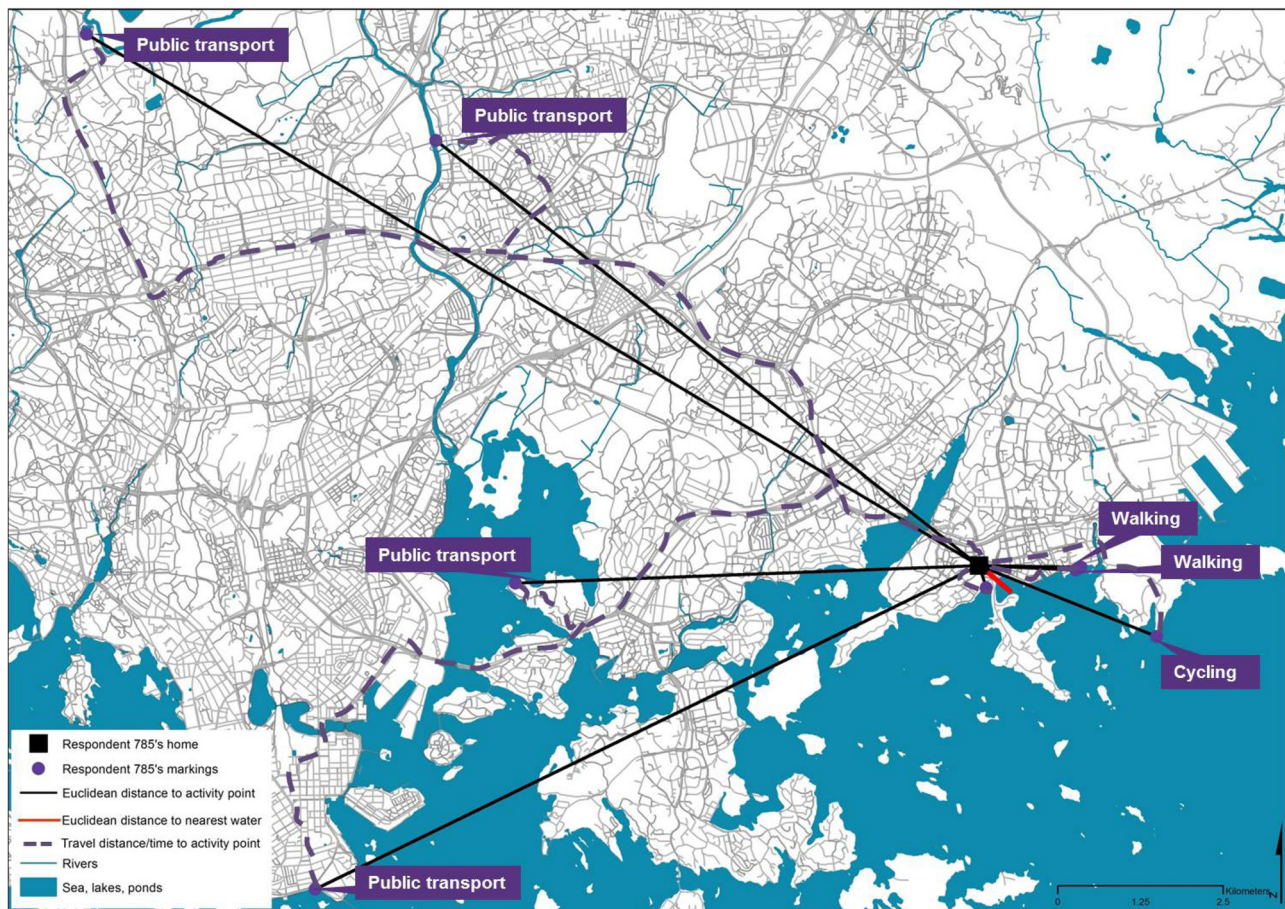 Public transport
Public transport
Walking
Public transport
Walking
Cycling
Public transport
Respondent 785's home
Respondent 785's markings
Euclidean distance to activity point
Euclidean distance to nearest water
Travel distance/time to activity point
Rivers
Sea, lakes, ponds
Kilometers
0 1.25 2.5
N